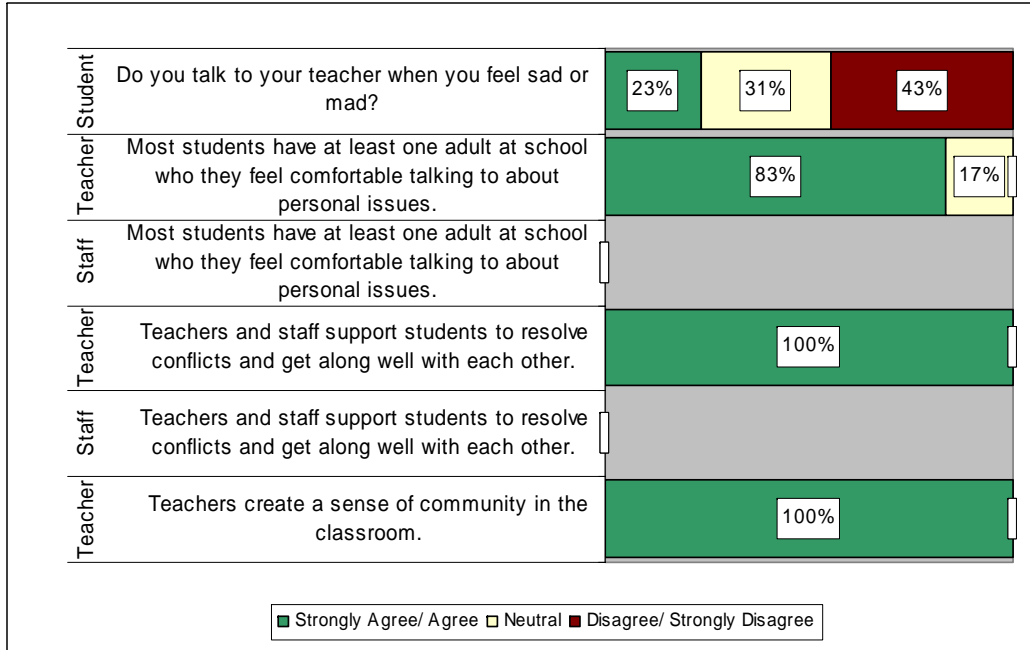 Student
Do you talk to your teacher when you feel sad or
mad?
23%
31%
43%
Teacher
Most students have at least one adult at school
who they feel comfortable talking to about
personal issues.
83%
17%
Staff
Most students have at least one adult at school
who they feel comfortable talking to about
personal issues.
Teacher
Teachers and staff support students to resolve
conflicts and get along well with each other.
100%
Staff
Teachers and staff support students to resolve
conflicts and get along well with each other.
Teacher
Teachers create a sense of community in the
classroom.
100%
Strongly Agree/ Agree Neutral Disagree/ Strongly Disagree